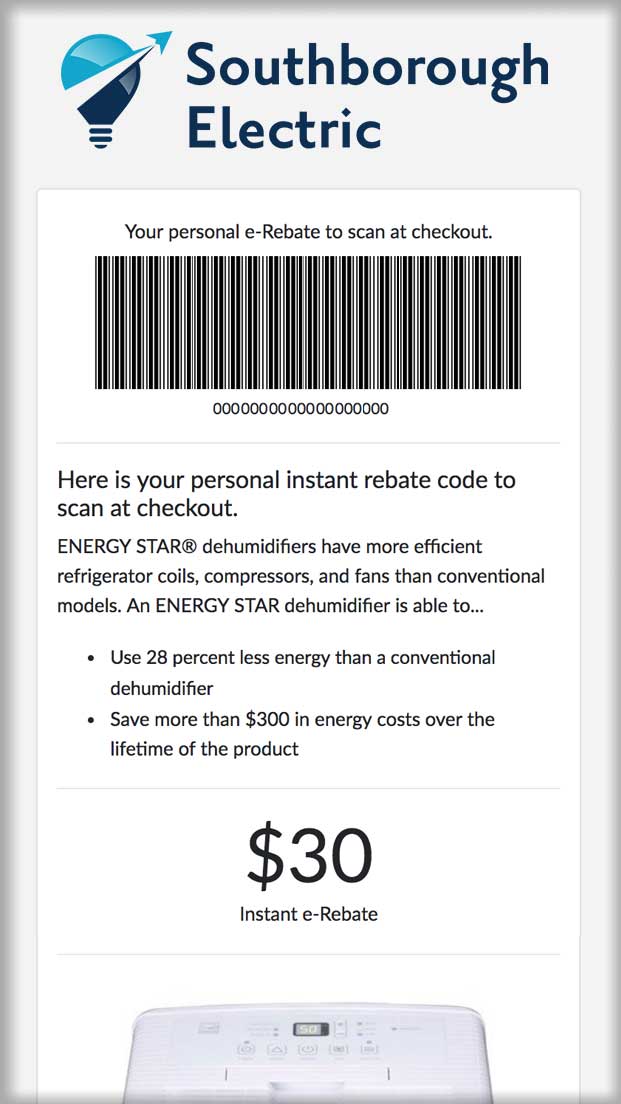 Southborough
Electric
Your personal e-Rebate to scan at checkout.
0000000000000000000
Here is your personal instant rebate code to
scan at checkout.
ENERGY STAR® dehumidifiers have more efficient
refrigerator coils, compressors, and fans than conventional
models. An ENERGY STAR dehumidifier is able to...
• Use 28 percent less energy than a conventional
dehumidifier
• Save more than $300 in energy costs over the
lifetime of the product
$30
Instant e-Rebate
50